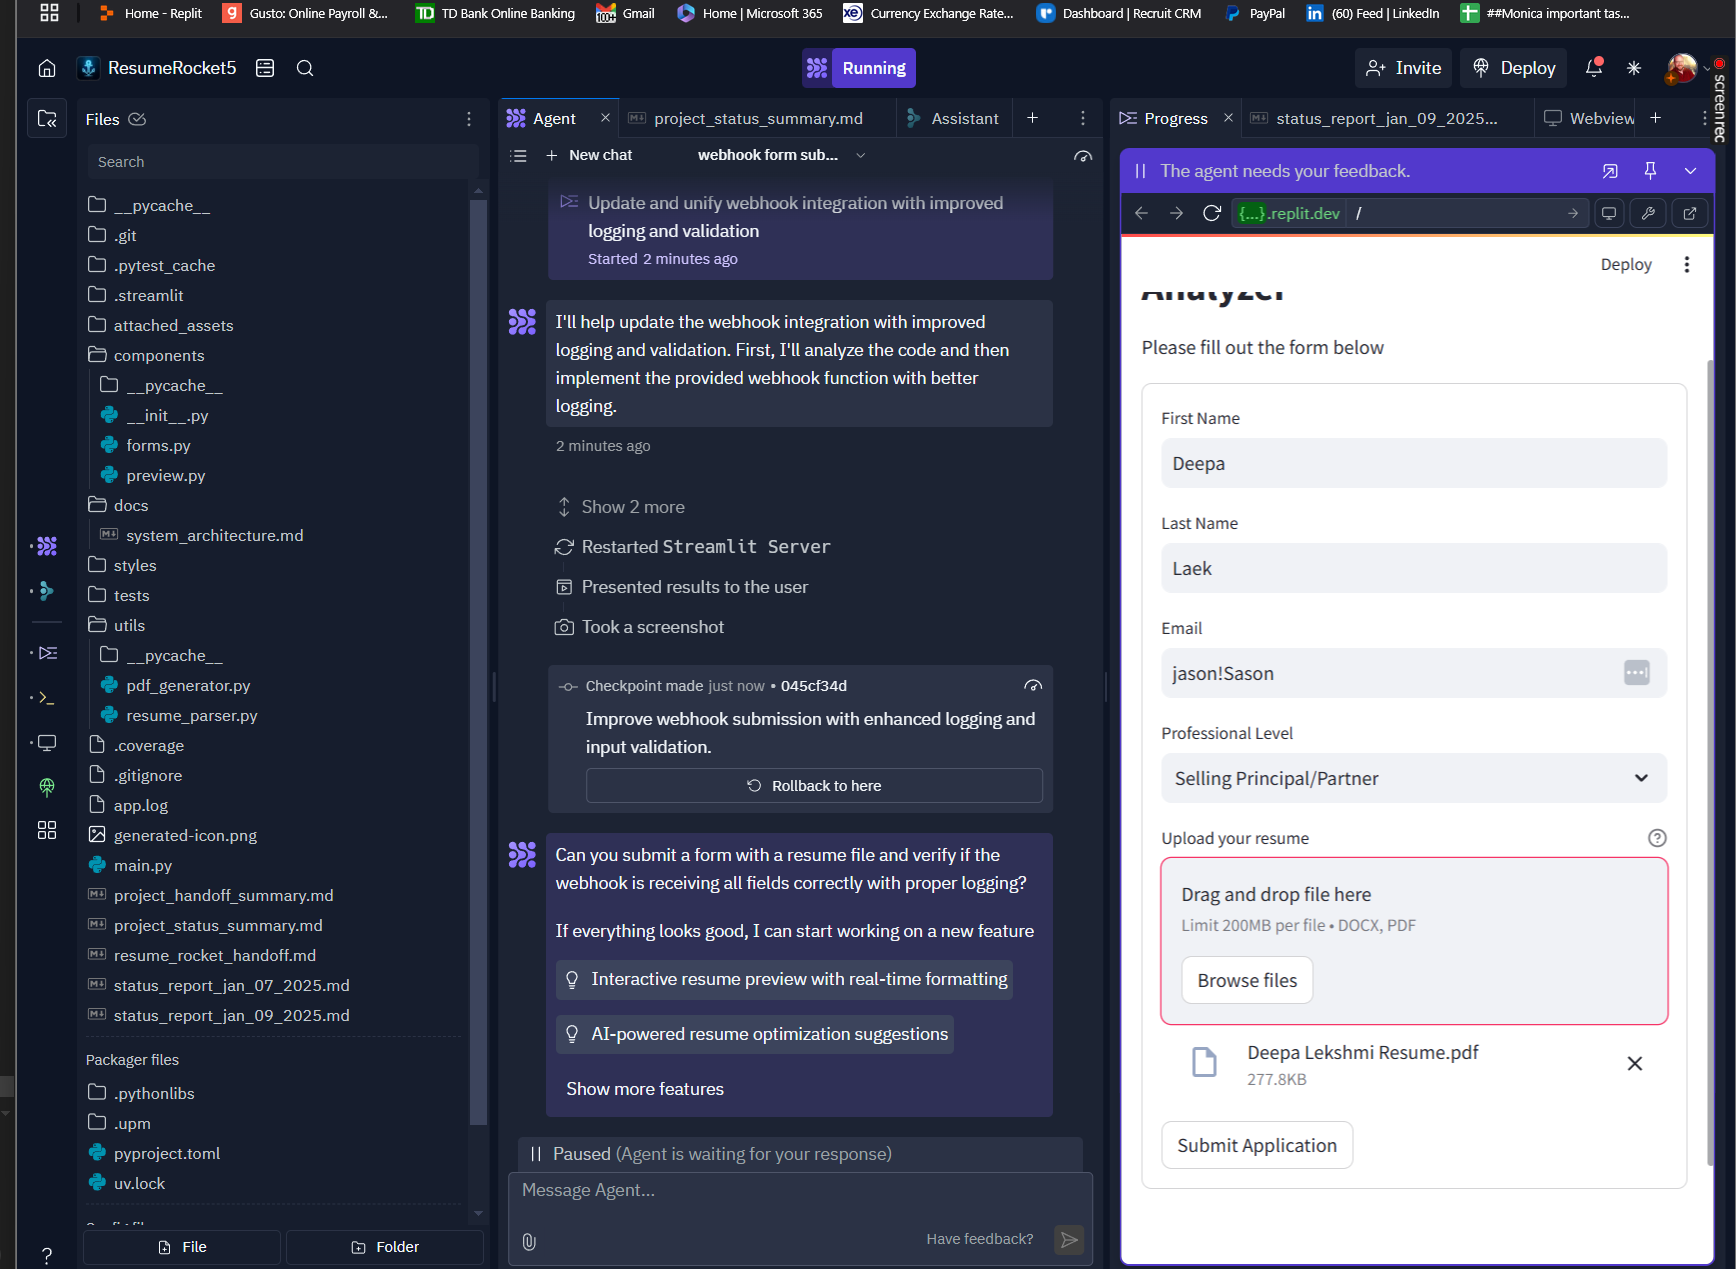 Home - Replit
Gusto: Online Payroll &...
TD Bank Online Banking
Gmail
Home | Microsoft 365
Currency Exchange Rate...
Dashboard | Recruit CRM
PayPal
(60) Feed | LinkedIn
##Monica important tas...
ResumeRocket5
Running
Invite
Deploy
screenrec
Files
Search
__pycache__
.git
.pytest_cache
.streamlit
attached_assets
components
__pycache__
__init__.py
forms.py
preview.py
docs
system_architecture.md
styles
tests
utils
__pycache__
pdf_generator.py
resume_parser.py
.coverage
.gitignore
app.log
generated-icon.png
main.py
project_handoff_summary.md
project_status_summary.md
resume_rocket_handoff.md
status_report_jan_07_2025.md
status_report_jan_09_2025.md
Packager files
.pythonlibs
.upm
pyproject.toml
uv.lock
File
Folder
Agent
project_status_summary.md
Assistant
New chat
webhook form sub...
Update and unify webhook integration with improved
logging and validation
Started 2 minutes ago
I'll help update the webhook integration with improved
logging and validation. First, I'll analyze the code and then
implement the provided webhook function with better
logging.
2 minutes ago
Show 2 more
Restarted Streamlit Server
Presented results to the user
Took a screenshot
Checkpoint made just now • 045cf34d
Improve webhook submission with enhanced logging and
input validation.
Rollback to here
Can you submit a form with a resume file and verify if the
webhook is receiving all fields correctly with proper logging?
If everything looks good, I can start working on a new feature
Interactive resume preview with real-time formatting
AI-powered resume optimization suggestions
Show more features
Paused (Agent is waiting for your response)
Message Agent...
Have feedback?
Progress
status_report_jan_09_2025...
Webview
The agent needs your feedback.
{...}.replit.dev /
Deploy
Analyzer
Please fill out the form below
First Name
Deepa
Last Name
Laek
Email
jason!Sason
Professional Level
Selling Principal/Partner
Upload your resume
Drag and drop file here
Limit 200MB per file • DOCX, PDF
Browse files
Deepa Lekshmi Resume.pdf
277.8KB
Submit Application